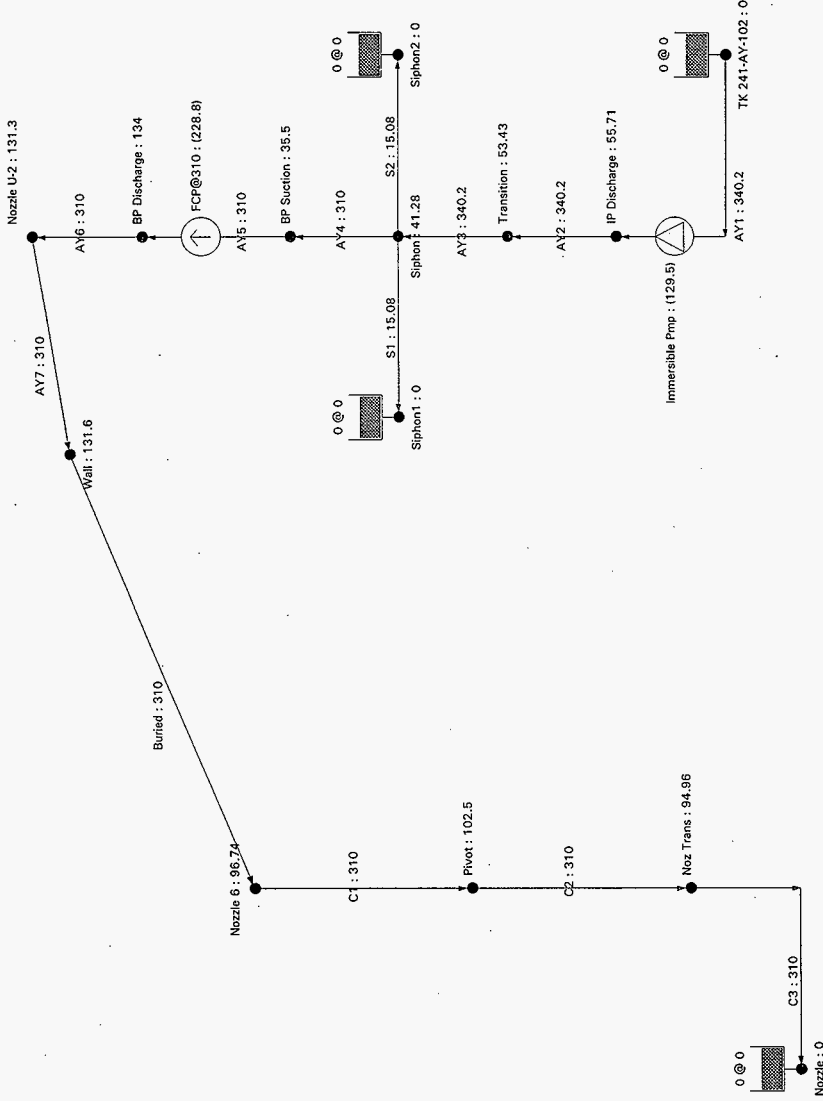 Nozzle U-2 : 131.3
AY6 : 310
BP Discharge : 134
FCP@310 : (228.8)
AY5 : 310
BP Suction : 35.5
AY4 : 310
0 @ 0
Siphon2 : 0
S2 : 15.08
Siphon : 41.28
S1 : 15.08
0 @ 0
Siphon1 : 0
AY3 : 340.2
Transition : 53.43
AY2 : 340.2
IP Discharge : 55.71
Immersible Pmp : (129.5)
AY1 : 340.2
0 @ 0
TK 241-AY-102 : 0
AY7 : 310
Wall : 131.6
Buried : 310
Nozzle 6 : 96.74
C1 : 310
Pivot : 102.5
C2 : 310
Noz Trans : 94.96
C3 : 310
0 @ 0
Nozzle : 0